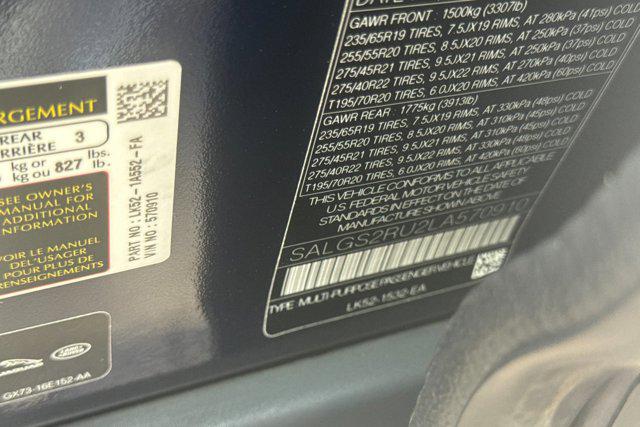 RGEMENT
REAR 3
RRIÈRE
kg or 827 lbs.
kg ou lb.
SEE OWNER'S
MANUAL FOR
ADDITIONAL
INFORMATION
VOIR LE MANUEL
DEL'USAGER
POUR PLUS DE
RENSEIGNEMENTS
PART NO : LK52-1A552-FA
VIN NO : 570910
LAND ROVER
GX73-16E152-AA
GAWR FRONT : 1500kg (3307lb)
235/65R19 TIRES, 7.5JX19 RIMS, AT 280kPa (41psi) COLD
255/55R20 TIRES, 8.5JX20 RIMS, AT 250kPa (37psi) COLD
275/45R21 TIRES, 9.5JX21 RIMS, AT 250kPa (37psi) COLD
275/40R22 TIRES, 9.5JX22 RIMS, AT 270kPa (40psi) COLD
T195/70R20 TIRES, 6.0JX20 RIMS, AT 420kPa (60psi) COLD
GAWR REAR : 1775kg (3913lb)
235/65R19 TIRES, 7.5JX19 RIMS, AT 330kPa (48psi) COLD
255/55R20 TIRES, 8.5JX20 RIMS, AT 310kPa (45psi) COLD
275/45R21 TIRES, 9.5JX21 RIMS, AT 310kPa (45psi) COLD
275/40R22 TIRES, 9.5JX22 RIMS, AT 330kPa (48psi) COLD
T195/70R20 TIRES, 6.0JX20 RIMS, AT 420kPa (60psi) COLD
THIS VEHICLE CONFORMS TO ALL APPLICABLE
U.S. FEDERAL MOTOR VEHICLE SAFETY
STANDARDS IN EFFECT ON THE DATE OF
MANUFACTURE SHOWN ABOVE
SALGS2RU2LA570910
TYPE MULTI-PURPOSE PASSENGER VEHICLE
LK52-1532-EA